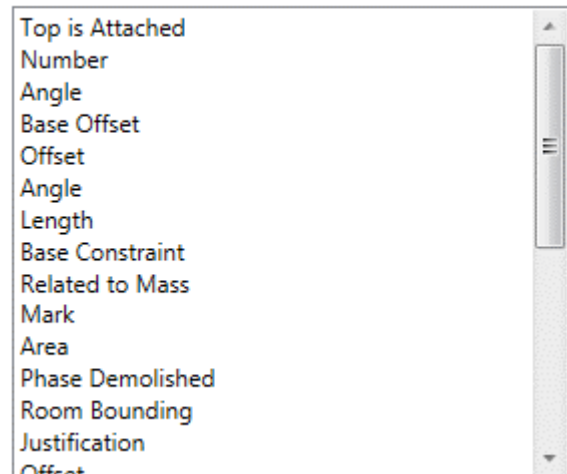 Top is Attached
Number
Angle
Base Offset
Offset
Angle
Length
Base Constraint
Related to Mass
Mark
Area
Phase Demolished
Room Bounding
Justification
Offset